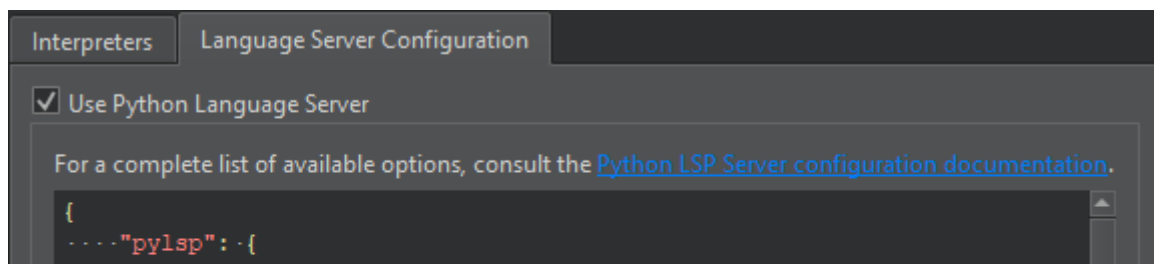 Interpreters Language Server Configuration
Use Python Language Server
For a complete list of available options, consult the Python LSP Server configuration documentation.
{
····"pylsp":·{